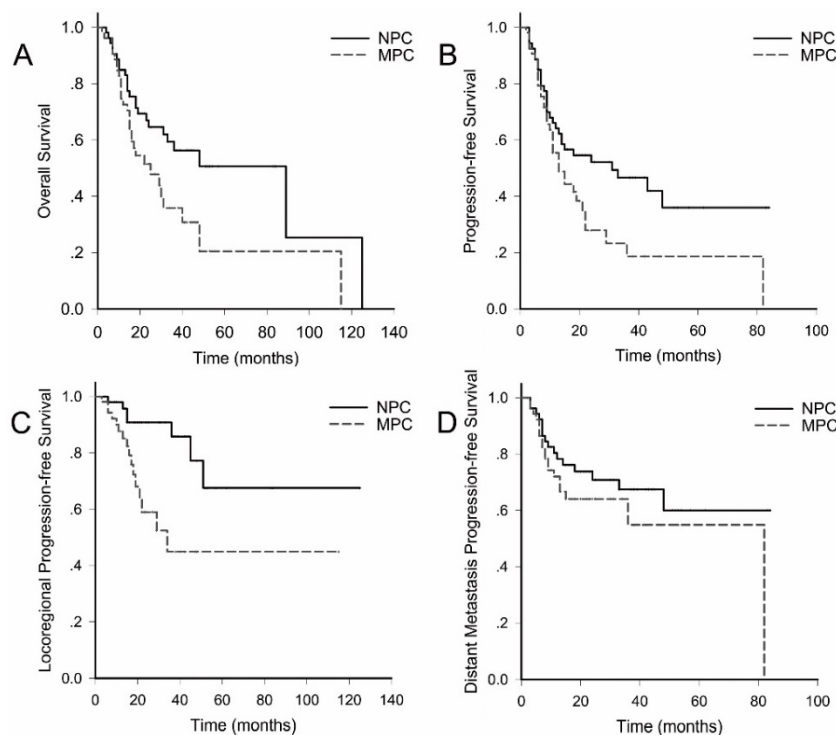 A
NPC
MPC
Overall Survival
1.0
.8
.6
.4
.2
0.0
0 20 40 60 80 100 120 140
Time (months)
B
NPC
MPC
Progression-free Survival
1.0
.8
.6
.4
.2
0.0
0 20 40 60 80 100
Time (months)
C
NPC
MPC
Locoregional Progression-free Survival
1.0
.8
.6
.4
.2
0.0
0 20 40 60 80 100 120 140
Time (months)
D
NPC
MPC
Distant Metastasis Progression-free Survival
1.0
.8
.6
.4
.2
0.0
0 20 40 60 80 100
Time (months)